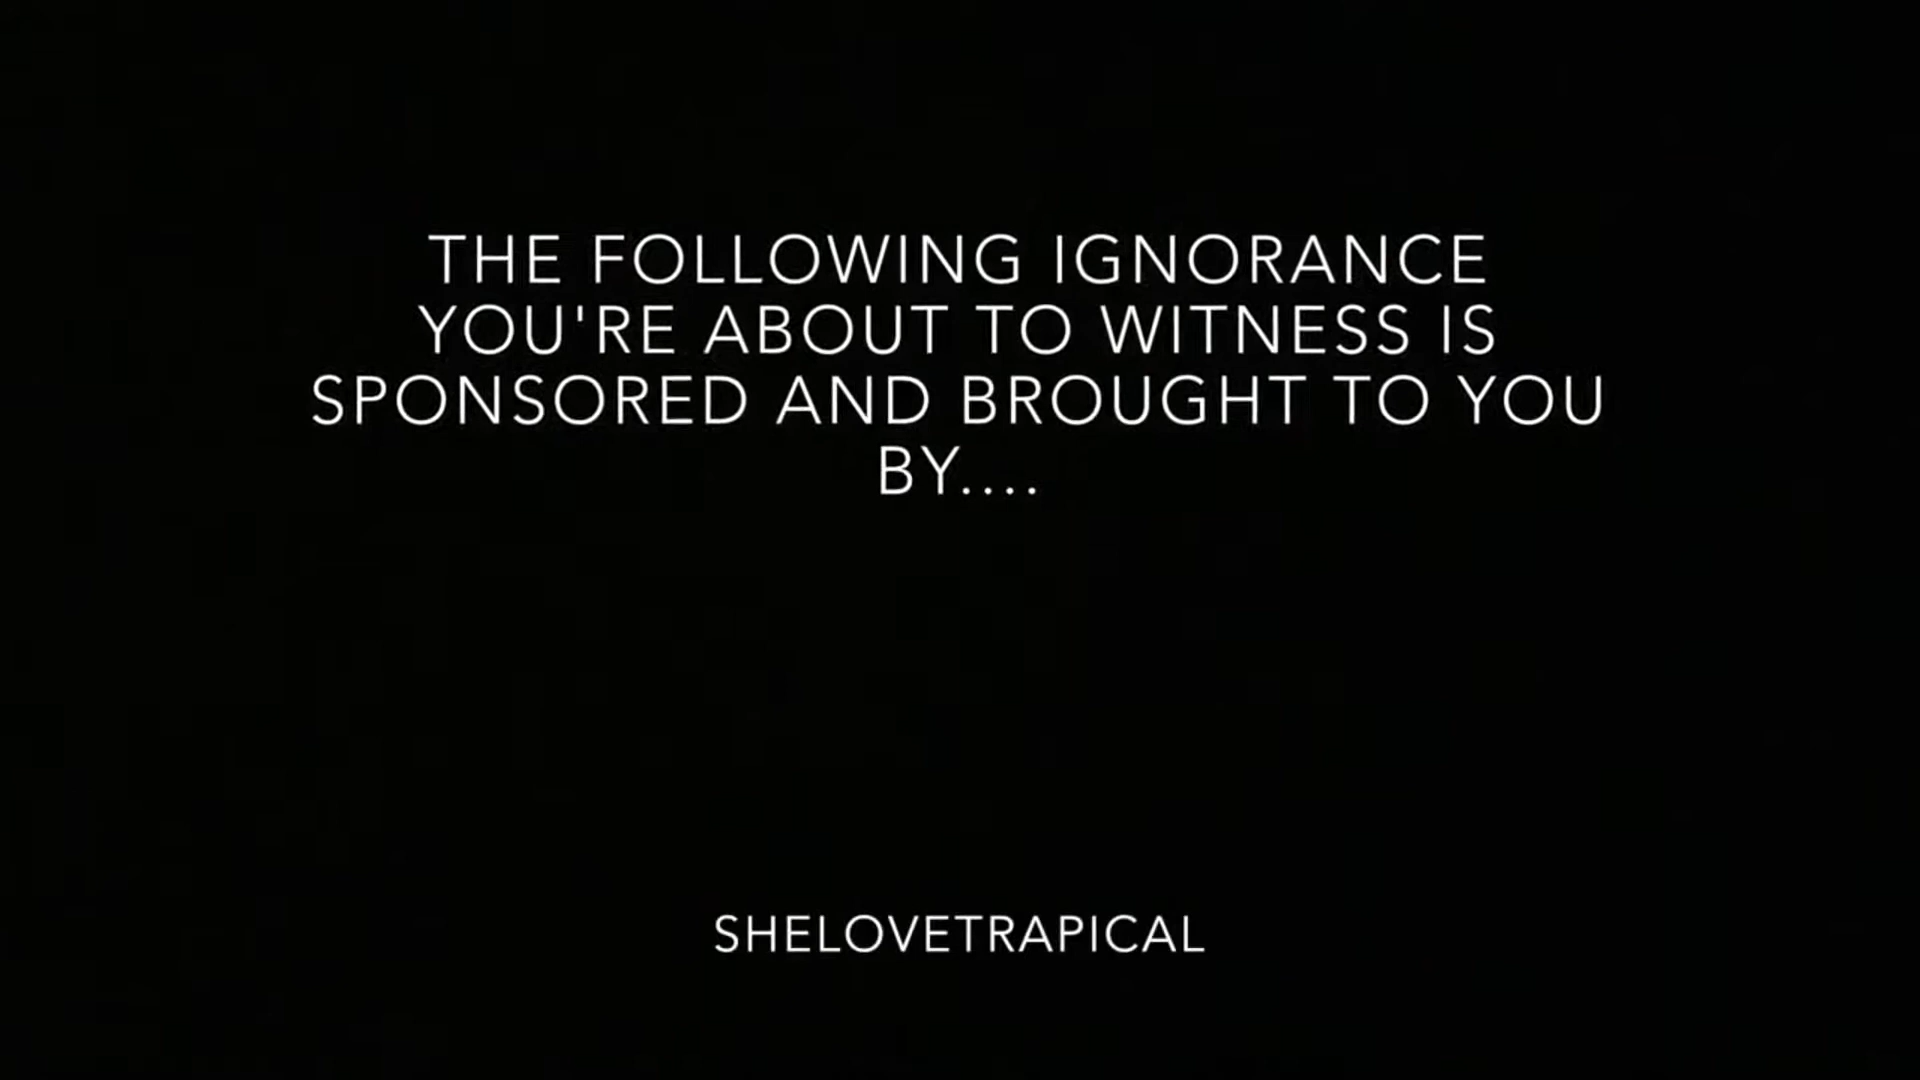 THE FOLLOWING IGNORANCE
YOU'RE ABOUT TO WITNESS IS
SPONSORED AND BROUGHT TO YOU
BY....
SHELOVETRAPICAL